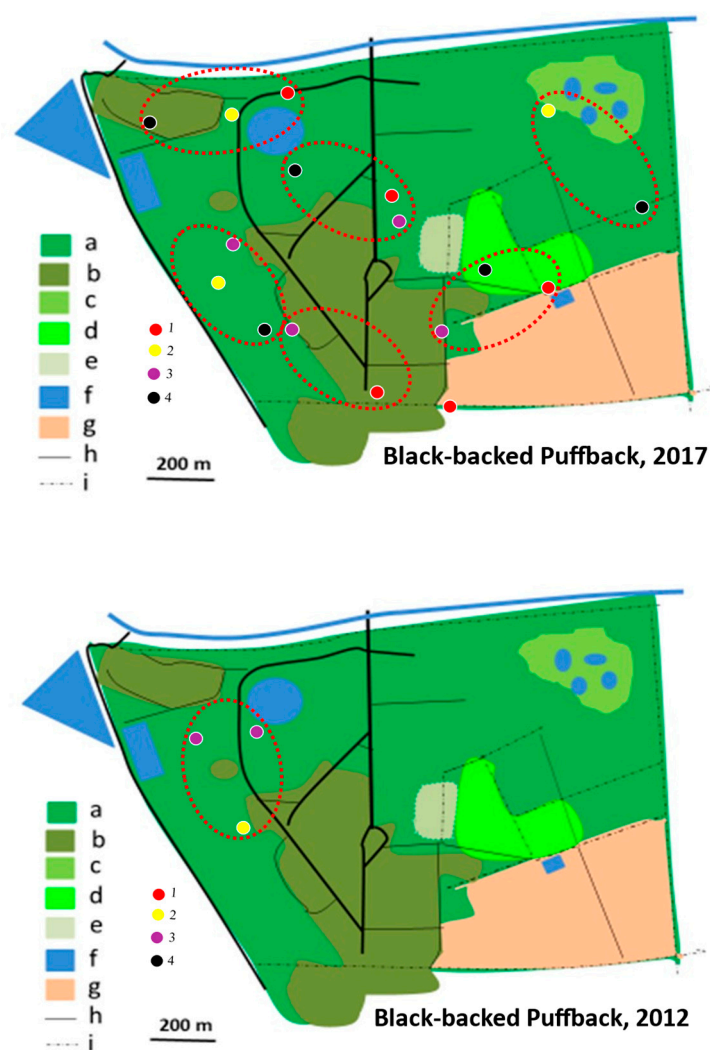 a
b
c
d
e
f
g
h
i
1
2
3
4
200 m
Black-backed Puffback, 2017
a
b
c
d
e
f
g
h
i
1
2
3
4
200 m
Black-backed Puffback, 2012